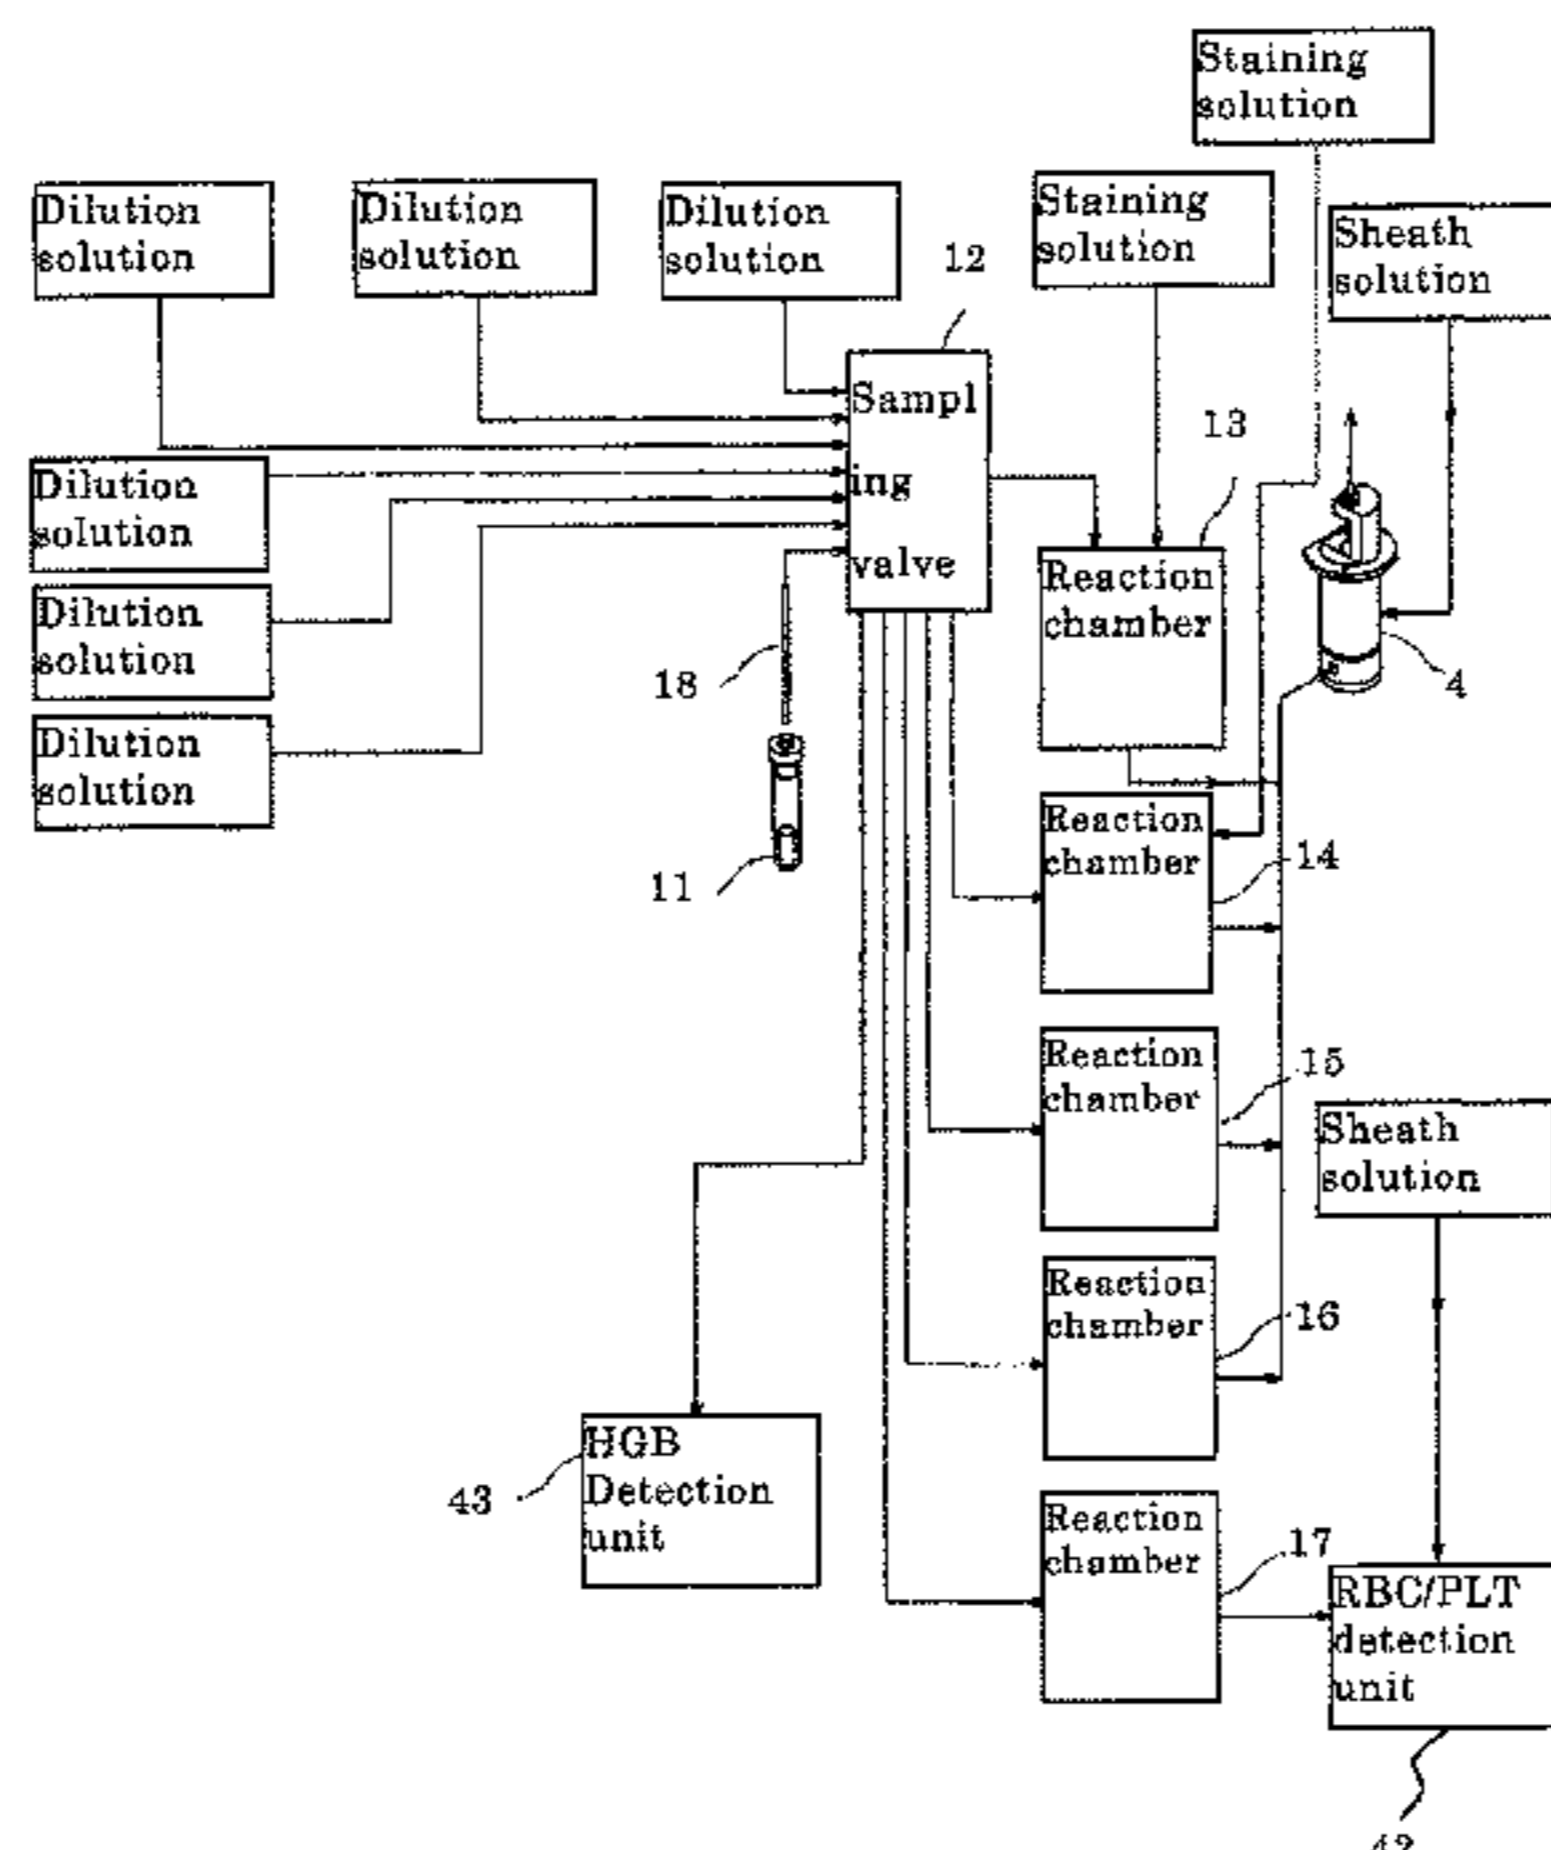 Staining
solution
Dilution
solution
Dilution
solution
Dilution
solution
Staining
solution
Sheath
solution
12
Sampl
ing
valve
13
Dilution
solution
Reaction
chamber
Dilution
solution
18
4
Dilution
solution
Reaction
chamber
14
11
Reaction
chamber
15
Sheath
solution
Reaction
chamber
16
HGB
Detection
unit
43
Reaction
chamber
17
RBC/PLT
detection
unit